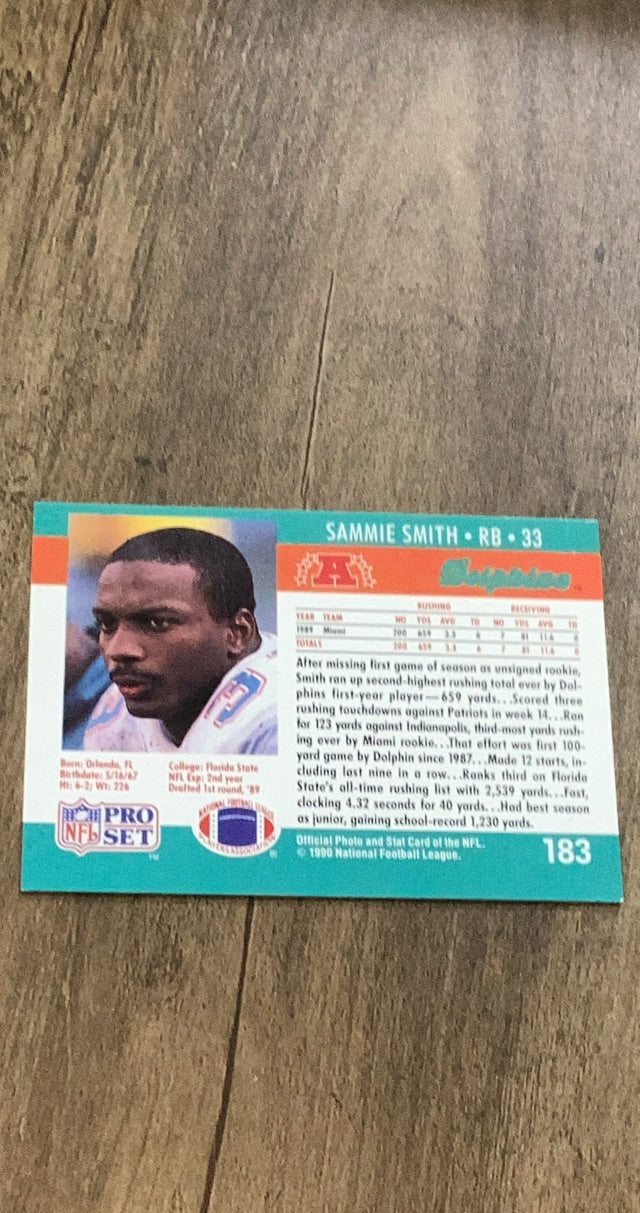 SAMMIE SMITH • RB • 33
A
Dolphins
TM
RUSHING RECEIVING
YEAR TEAM NO YDS AVG TD NO YDS AVG TD
1989 Miami 200 659 3.3 6 7 81 11.6 0
TOTALS 200 659 3.3 6 7 81 11.6 0
After missing first game of season as unsigned rookie,
Smith ran up second-highest rushing total ever by Dol-
phins first-year player—659 yards...Scored three
rushing touchdowns against Patriots in week 14...Ran
for 123 yards against Indianapolis, third-most yards rush-
ing ever by Miami rookie...That effort was first 100-
yard game by Dolphin since 1987...Made 12 starts, in-
cluding last nine in a row...Ranks third on Florida
State's all-time rushing list with 2,539 yards...Fast,
clocking 4.32 seconds for 40 yards...Had best season
as junior, gaining school-record 1,230 yards.
Born: Orlando, FL
Birthdate: 5/16/67
Ht: 6-2; Wt: 226
College: Florida State
NFL Exp: 2nd year
Drafted 1st round, '89
NFL PRO
SET
TM
NATIONAL FOOTBALL LEAGUE
PLAYERS ASSOCIATION
®
Official Photo and Stat Card of the NFL.
© 1990 National Football League.
183